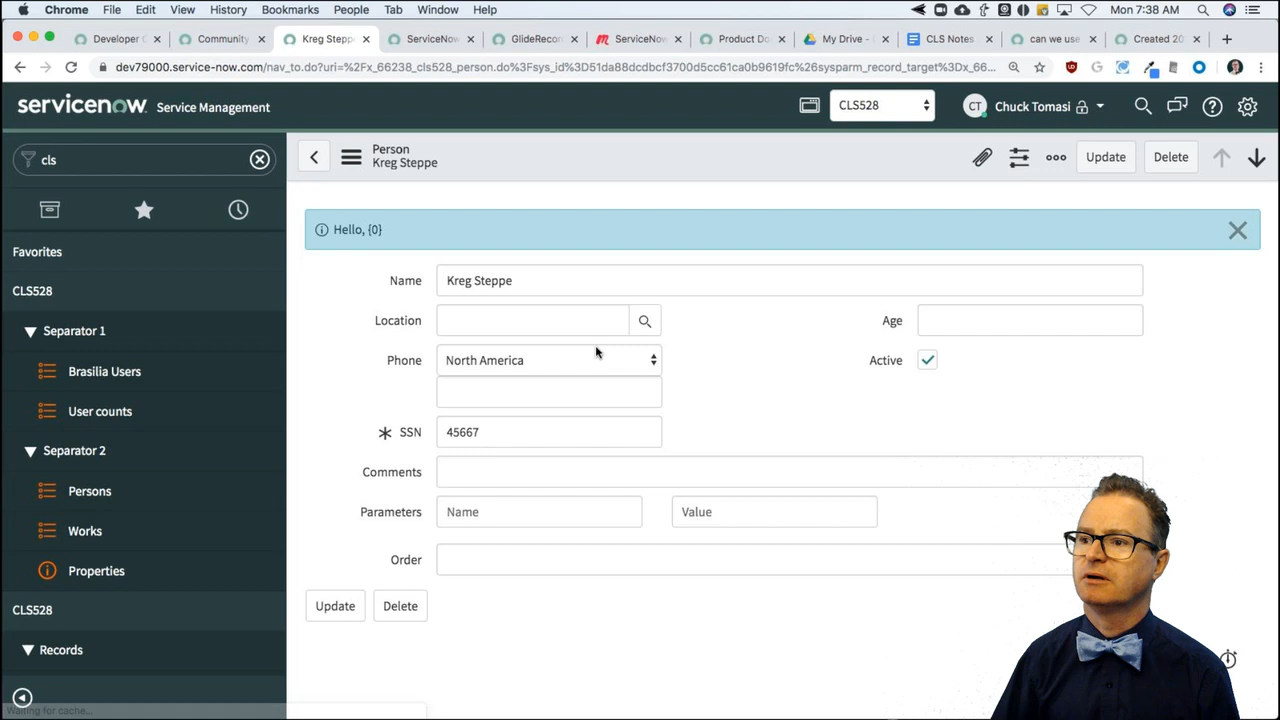 Chrome File Edit View History Bookmarks People Tab Window Help Mon 7:38 AM
Developer C Community Kreg Steppe ServiceNow GlideRecor ServiceNow Product Do My Drive - CLS Notes can we use Created 20
dev79000.service-now.com/nav_to.do?uri=%2Fx_66238_cls528_person.do%3Fsys_id%3D51da88dcdbcf3700d5cc61ca0b9619fc%26sysparm_record_target%3Dx_66...
servicenow Service Management CLS528 CT Chuck Tomasi
cls
Person
Kreg Steppe
Update Delete
Favorites
CLS528
Separator 1
Brasilia Users
User counts
Separator 2
Persons
Works
Properties
CLS528
Records
Waiting for cache...
Hello, {0}
Name Kreg Steppe
Location Age
Phone North America Active
SSN 45667
Comments
Parameters Name Value
Order
Update Delete